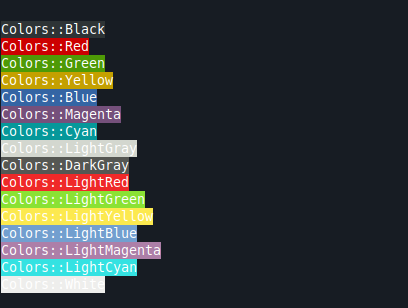 Colors::Black
Colors::Red
Colors::Green
Colors::Yellow
Colors::Blue
Colors::Magenta
Colors::Cyan
Colors::LightGray
Colors::DarkGray
Colors::LightRed
Colors::LightGreen
Colors::LightYellow
Colors::LightBlue
Colors::LightMagenta
Colors::LightCyan
Colors::White